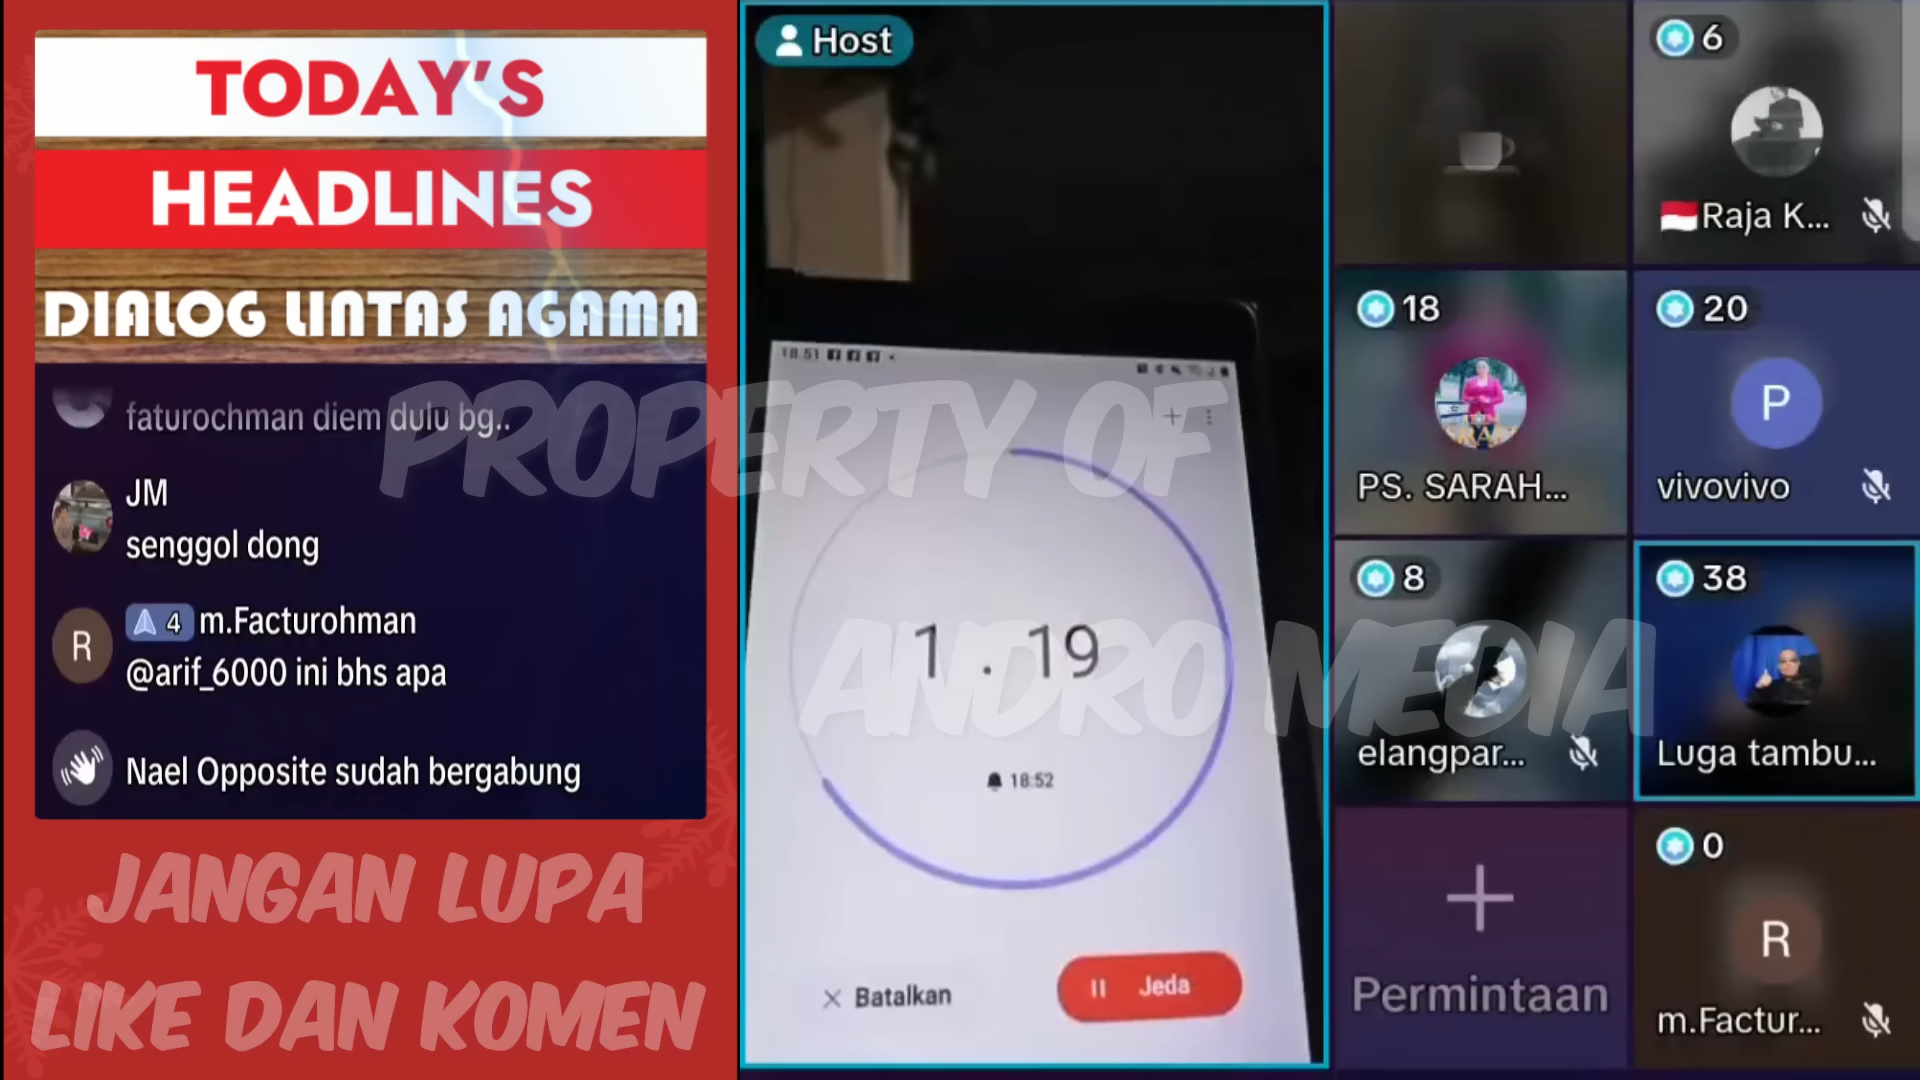 TODAY'S
HEADLINES
DIALOG LINTAS AGAMA
faturochman diem dulu bg..
JM
senggol dong
R
4 m.Facturohman
@arif_6000 ini bhs apa
Nael Opposite sudah bergabung
JANGAN LUPA
LIKE DAN KOMEN
PROPERTY OF
ANDRO MEDIA
Host
18.51
1 . 19
18:52
Batalkan
Jeda
6
Raja K...
18
PS. SARAH...
20
P
vivovivo
8
elangpar...
38
Luga tambu...
Permintaan
0
R
m.Factur...